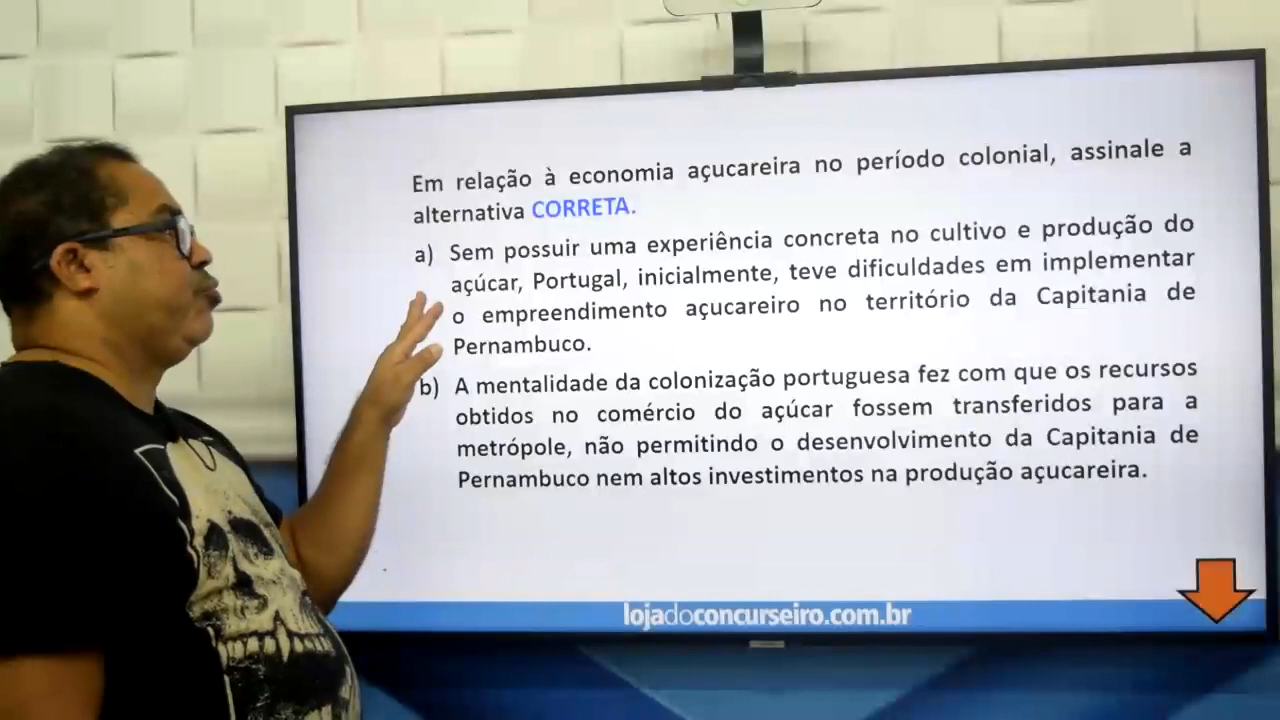 Em relação à economia açucareira no período colonial, assinale a
alternativa CORRETA.
a) Sem possuir uma experiência concreta no cultivo e produção do
açúcar, Portugal, inicialmente, teve dificuldades em implementar
o empreendimento açucareiro no território da Capitania de
Pernambuco.
b) A mentalidade da colonização portuguesa fez com que os recursos
obtidos no comércio do açúcar fossem transferidos para a
metrópole, não permitindo o desenvolvimento da Capitania de
Pernambuco nem altos investimentos na produção açucareira.
lojadoconcurseiro.com.br